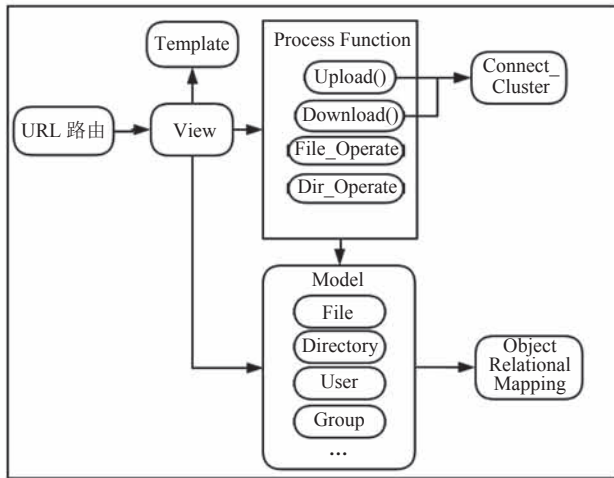 Template
Process Function
Upload()
Connect_
Cluster
Download()
URL 路由
View
File_Operate
Dir_Operate
Model
File
Directory
Object
Relational
Mapping
User
Group
...